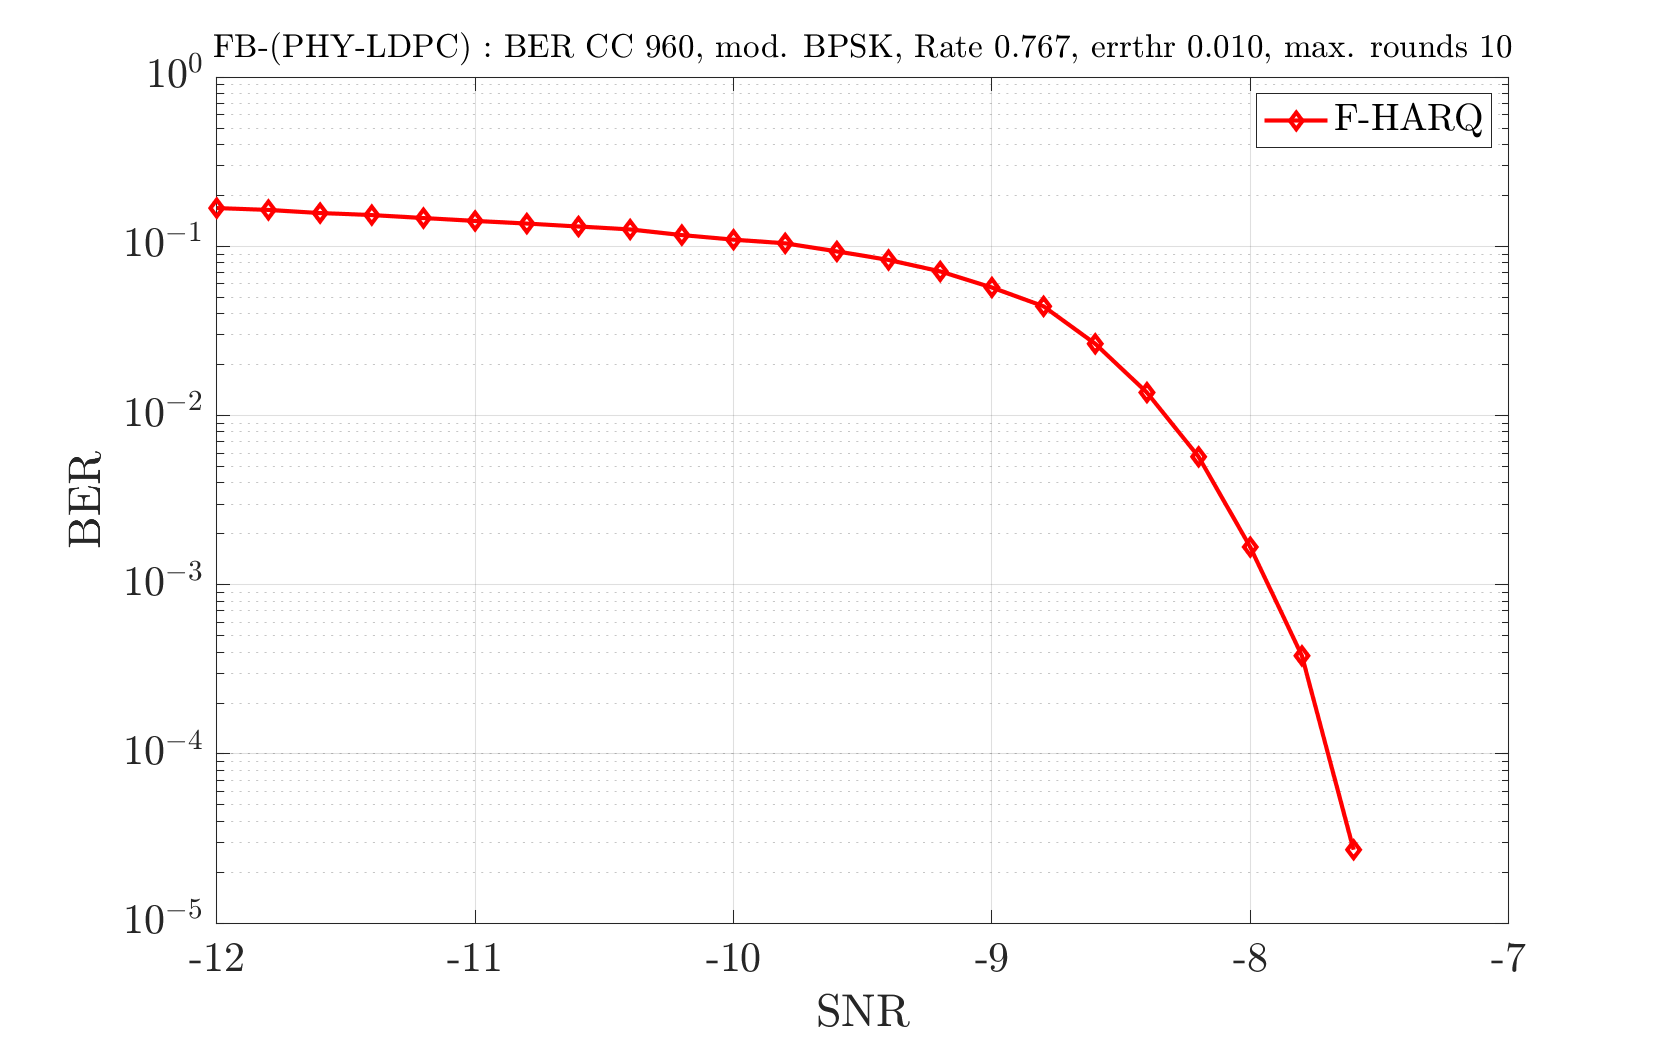 FB-(PHY-LDPC) : BER CC 960, mod. BPSK, Rate 0.767, errthr 0.010, max. rounds 10
F-HARQ
10^0
10^{-1}
10^{-2}
10^{-3}
10^{-4}
10^{-5}
BER
-12 -11 -10 -9 -8 -7
SNR